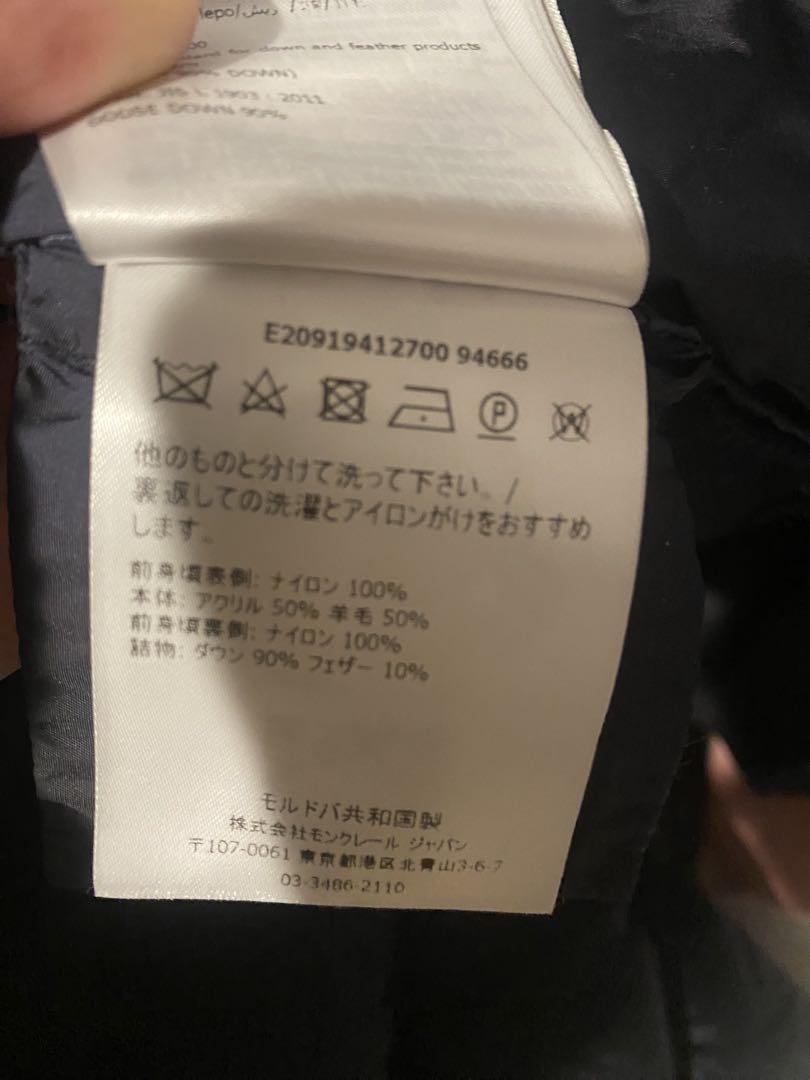 for down and feather products
DOWN)
L 1903 : 2011
GOOSE DOWN 90%
E20919412700 94666
P
W
他のものと分けて洗って下さい。/
裏返しての洗濯とアイロンがけをおすすめ
します。
前身頃表側: ナイロン 100%
本体: アクリル 50% 羊毛 50%
前身頃裏側: ナイロン 100%
詰物: ダウン 90% フェザー 10%
モルドバ共和国製
株式会社モンクレール ジャパン
〒107-0061 東京都港区北青山3-6-7
03-3486-2110